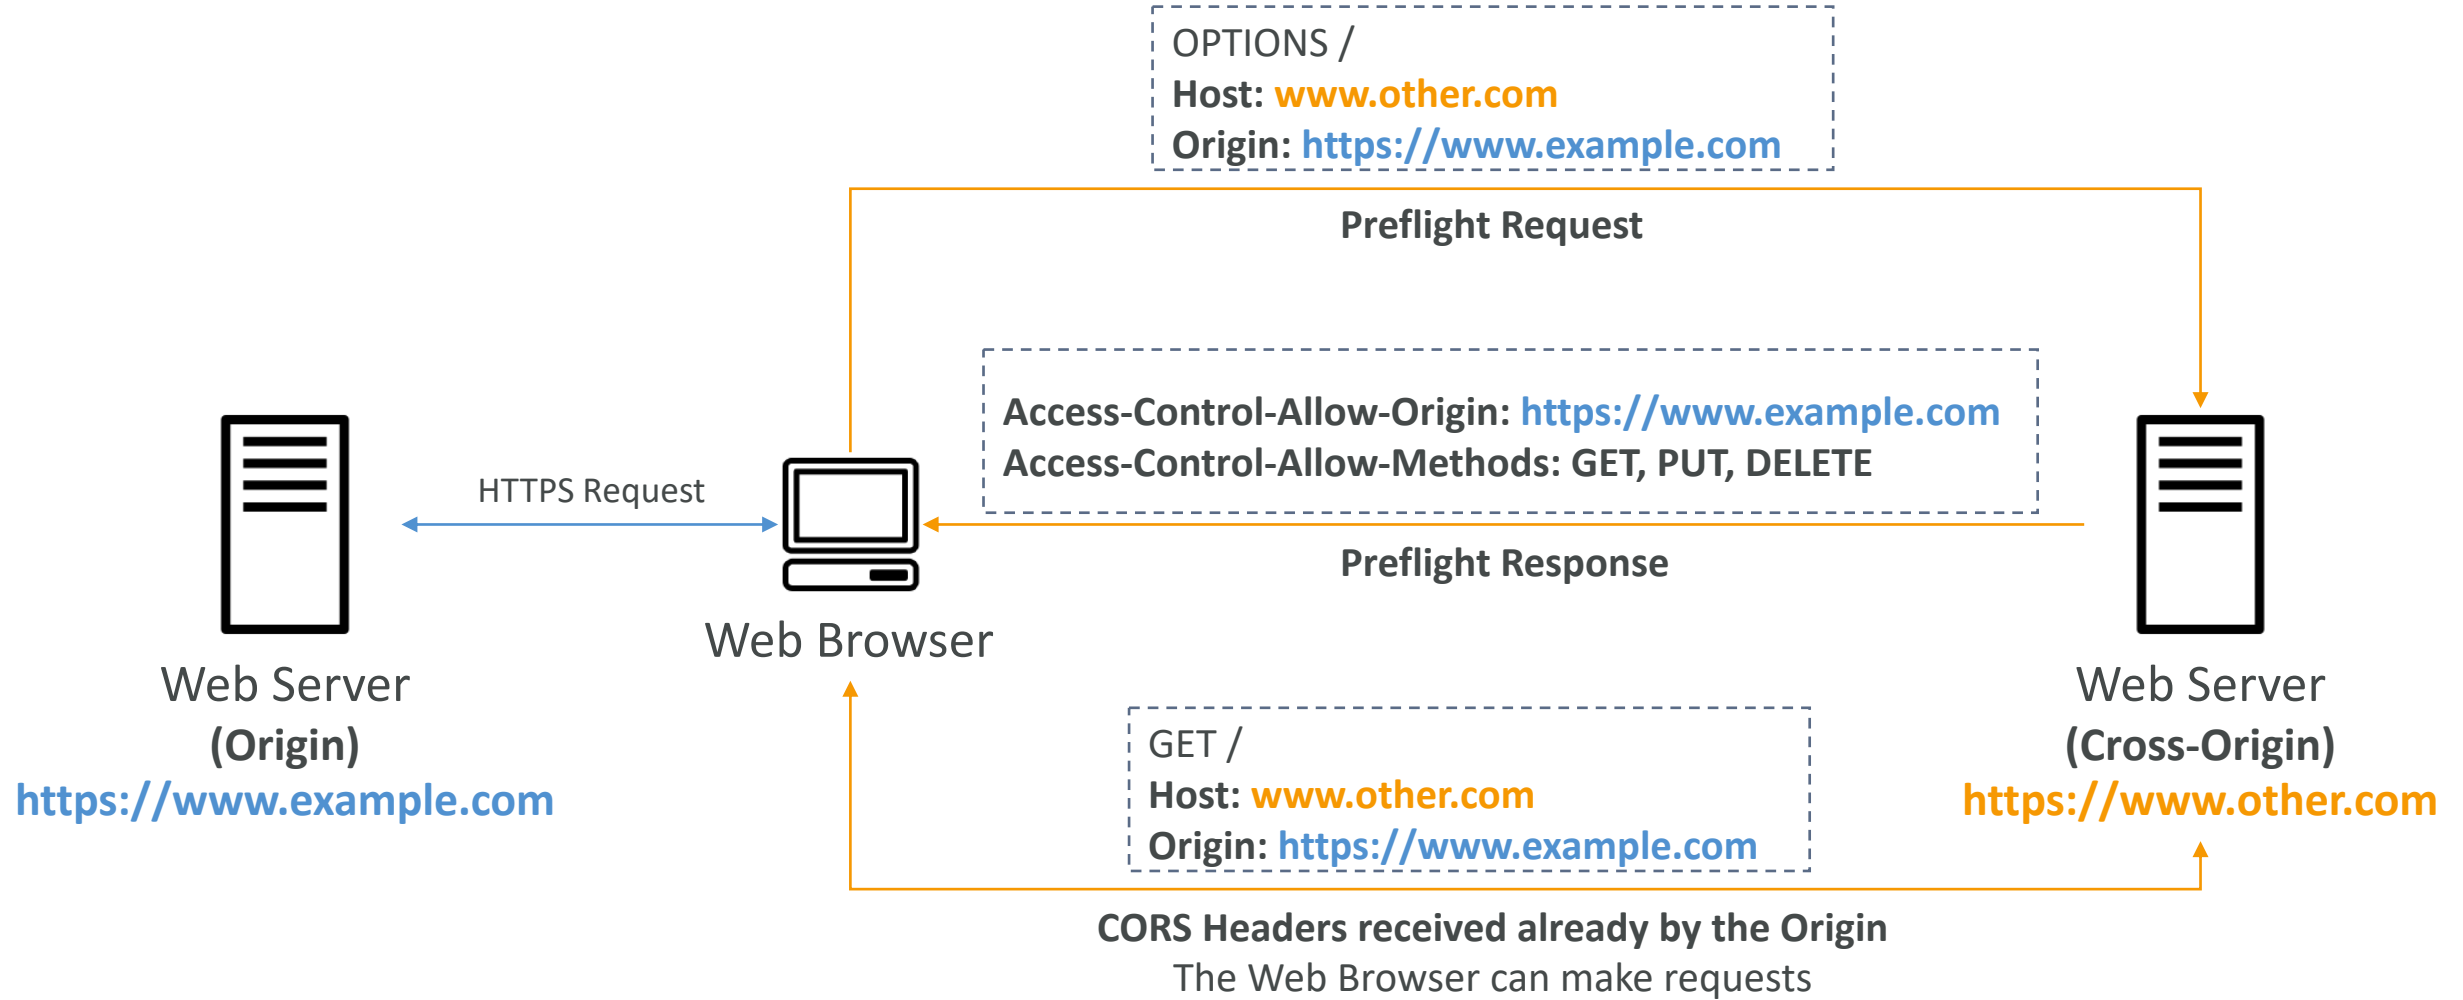 OPTIONS /
Host: www.other.com
Origin: https://www.example.com
Preflight Request
Access-Control-Allow-Origin: https://www.example.com
Access-Control-Allow-Methods: GET, PUT, DELETE
HTTPS Request
Preflight Response
Web Browser
Web Server
(Origin)
https://www.example.com
Web Server
(Cross-Origin)
https://www.other.com
GET /
Host: www.other.com
Origin: https://www.example.com
CORS Headers received already by the Origin
The Web Browser can make requests